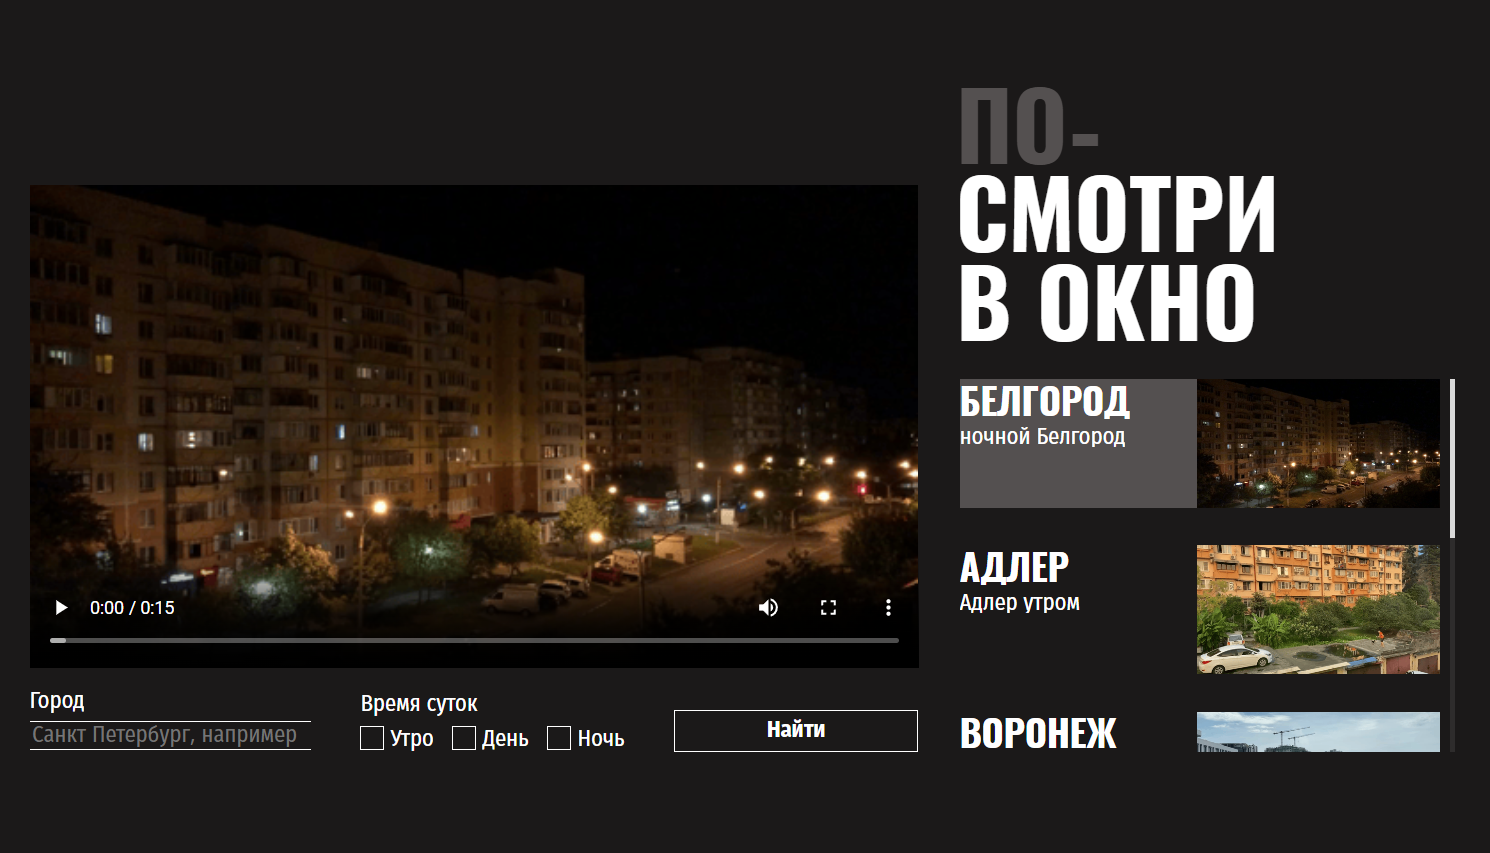 ПО-
СМОТРИ
В ОКНО
0:00 / 0:15
Город
Санкт Петербург, например
Время суток
Утро
День
Ночь
Найти
БЕЛГОРОД
ночной Белгород
АДЛЕР
Адлер утром
ВОРОНЕЖ